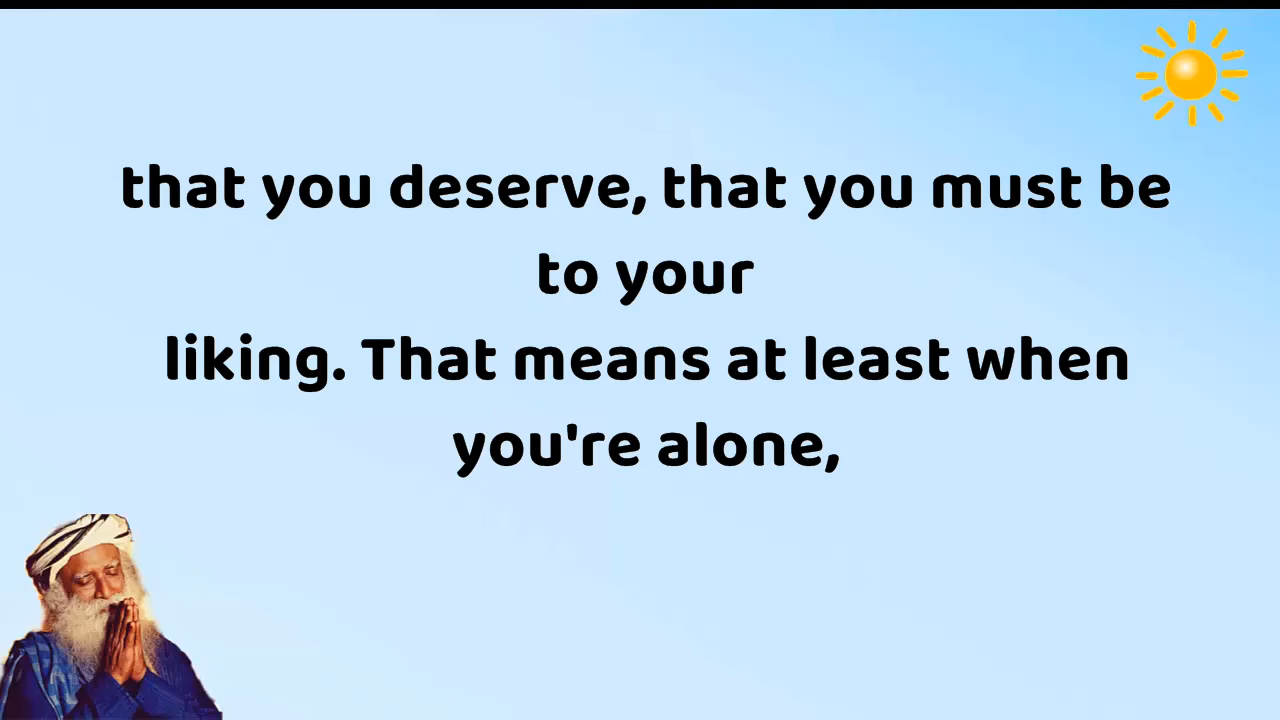 that you deserve, that you must be
to your
liking. That means at least when
you're alone,